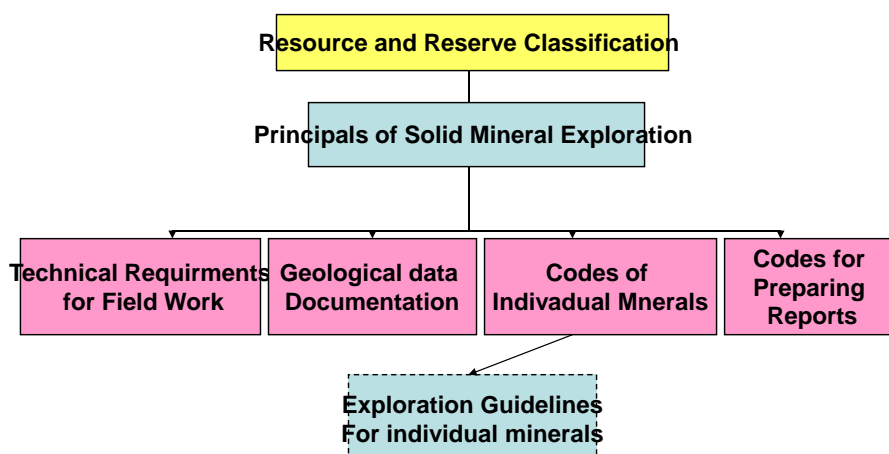 Resource and Reserve Classification
Principals of Solid Mineral Exploration
Technical Requirments
for Field Work
Geological data
Documentation
Codes of
Indivadual Mnerals
Codes for
Preparing
Reports
Exploration Guidelines
For individual minerals